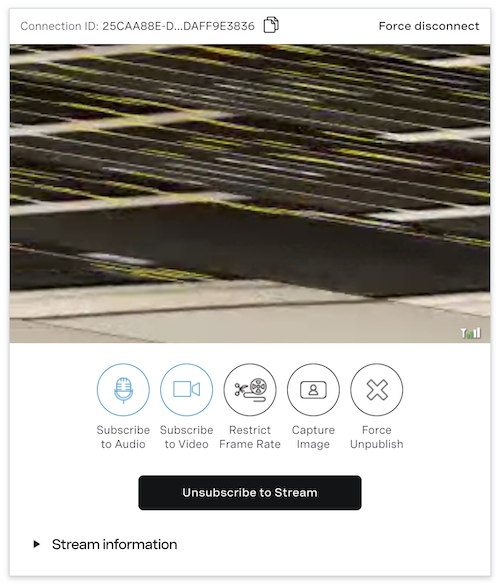 Connection ID: 25CAA88E-D...DAFF9E3836
Force disconnect
Subscribe to Audio
Subscribe to Video
Restrict Frame Rate
Capture Image
Force Unpublish
Unsubscribe to Stream
Stream information